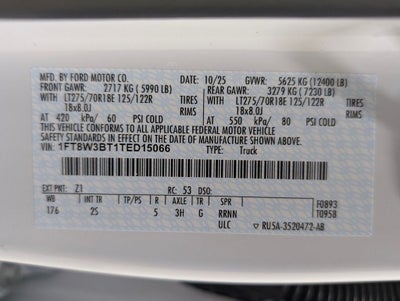 MFD. BY FORD MOTOR CO. 10/25 GVWR: 5625 KG (12400 LB)
FRONT GAWR: 2717 KG ( 5990 LB) REAR GAWR: 3279 KG ( 7230 LB)
WITH LT275/70R18E 125/122R TIRES WITH LT275/70R18E 125/122R TIRES
18x8.0J RIMS 18x8.0J RIMS
AT 420 kPa/ 60 PSI COLD AT 550 kPa/ 80 PSI COLD
THIS VEHICLE CONFORMS TO ALL APPLICABLE FEDERAL MOTOR VEHICLE
SAFETY STANDARDS IN EFFECT ON THE DATE OF MANUFACTURE SHOWN ABOVE.
VIN: 1FT8W3BT1TED15066 TYPE: Truck
EXT PNT: Z1 RC: 53 DSO: F0893
WB INT TR TP/PS R AXLE TR SPR T0958
176 2S 5 3H G RRNN
ULC RU5A-3520472-AB